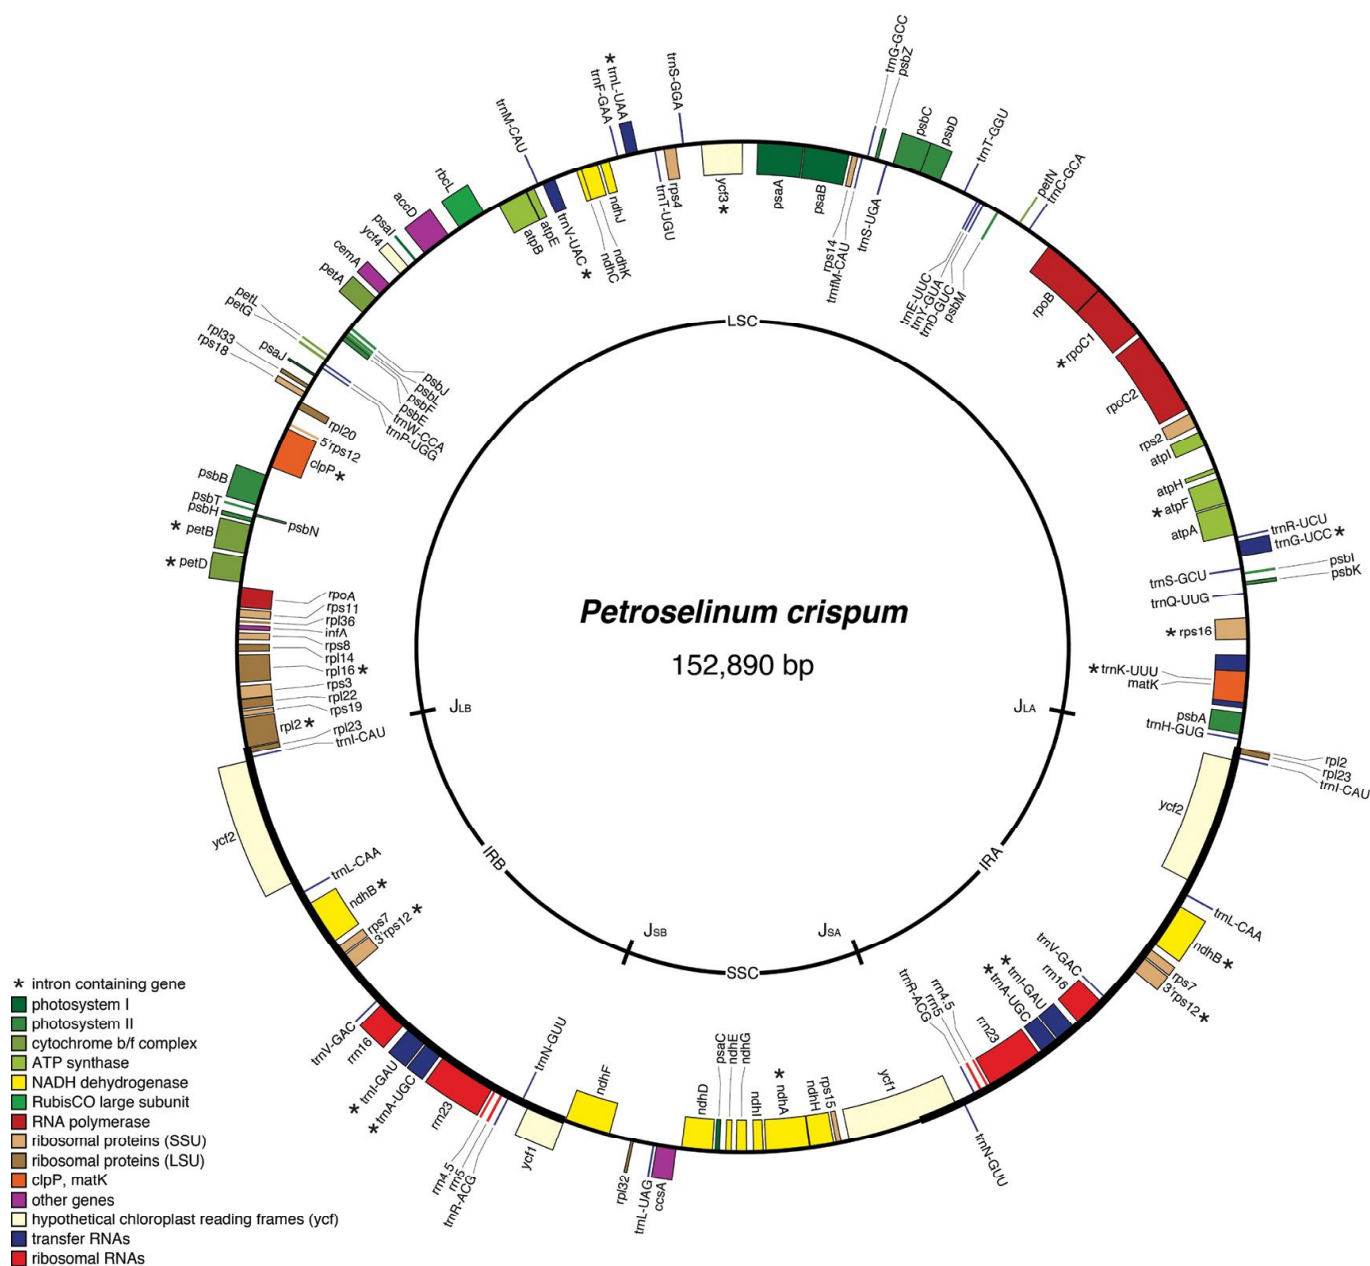 trnG-GCC
psbZ
psbC
psbD
trnT-GGU
petN
trnC-GCA
trnS-GGA
* trnL-UAA
trnF-GAA
trnM-CAU
rbcL
accD
psaI
ycf4
cemA
petA
petL
petG
rpl33
rps18
psaJ
psbB
psbT
psbH
* petB
* petD
atpB
atpE
trnV-UAC *
ndhC
ndhK
ndhJ
trnT-UGU
rps4
ycf3 *
psaA
psaB
rps14
trnfM-CAU
trnS-UGA
trnE-UUC
trnY-GUA
trnD-GUC
psbM
rpoB
* rpoC1
rpoC2
rps2
atpI
atpH
* atpF
atpA
trnR-UCU
trnG-UCC *
psbI
psbK
trnS-GCU
trnQ-UUG
* rps16
* trnK-UUU
matK
psbA
trnH-GUG
rpl2
rpl23
trnI-CAU
psbJ
psbL
psbF
psbE
trnW-CCA
trnP-UGG
rpl20
5'rps12
clpP *
psbN
rpoA
rps11
rpl36
infA
rps8
rpl14
rpl16 *
rps3
rpl22
rps19
rpl2 *
rpl23
trnI-CAU
LSC
Petroselinum crispum
152,890 bp
JLB
JLA
IRB
IRA
JSB
JSA
SSC
ycf2
trnL-CAA
ndhB *
rps7
3'rps12 *
trnV-GAC
rrn16
* trnI-GAU
* trnA-UGC
rrn23
rrn4.5
rrn5
trnR-ACG
trnN-GUU
ycf1
ndhF
rpl32
trnL-UAG
ccsA
ndhD
psaC
ndhE
ndhG
ndhI
* ndhA
ndhH
rps15
ycf1
trnN-GUU
trnR-ACG
rrn5
rrn4.5
rrn23
* trnA-UGC
* trnI-GAU
rrn16
trnV-GAC
3'rps12 *
rps7
ndhB *
trnL-CAA
ycf2
* intron containing gene
photosystem I
photosystem II
cytochrome b/f complex
ATP synthase
NADH dehydrogenase
RubisCO large subunit
RNA polymerase
ribosomal proteins (SSU)
ribosomal proteins (LSU)
clpP, matK
other genes
hypothetical chloroplast reading frames (ycf)
transfer RNAs
ribosomal RNAs